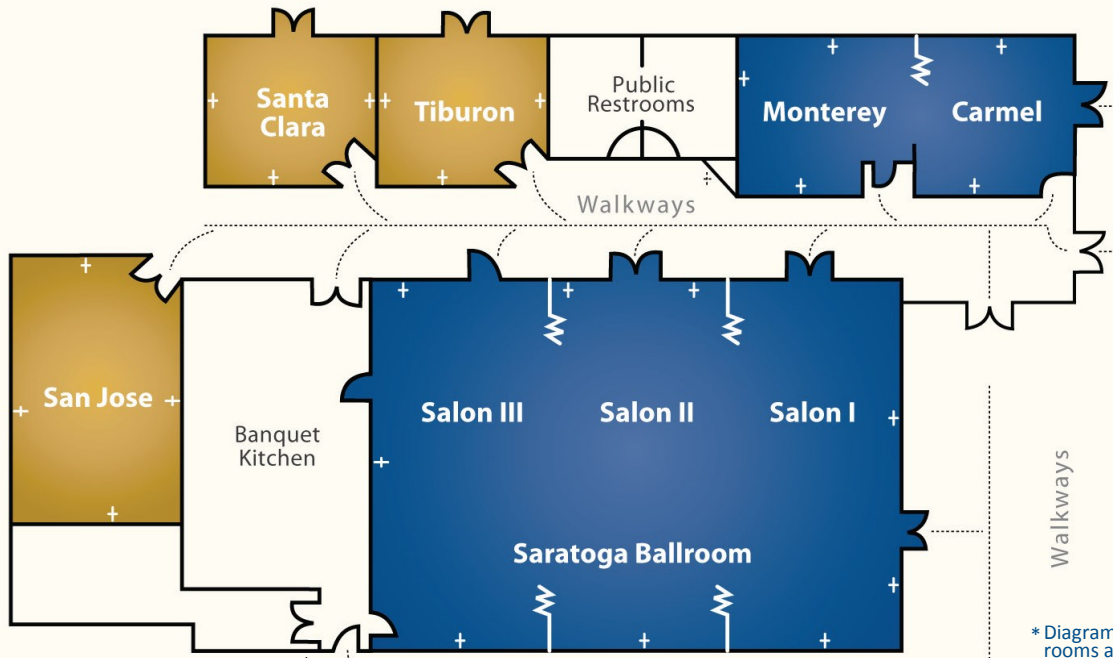 Santa
Clara
Tiburon
Public
Restrooms
Monterey
Carmel
Walkways
San Jose
Banquet
Kitchen
Salon III
Salon II
Salon I
Saratoga Ballroom
Walkways
* Diagram
rooms a